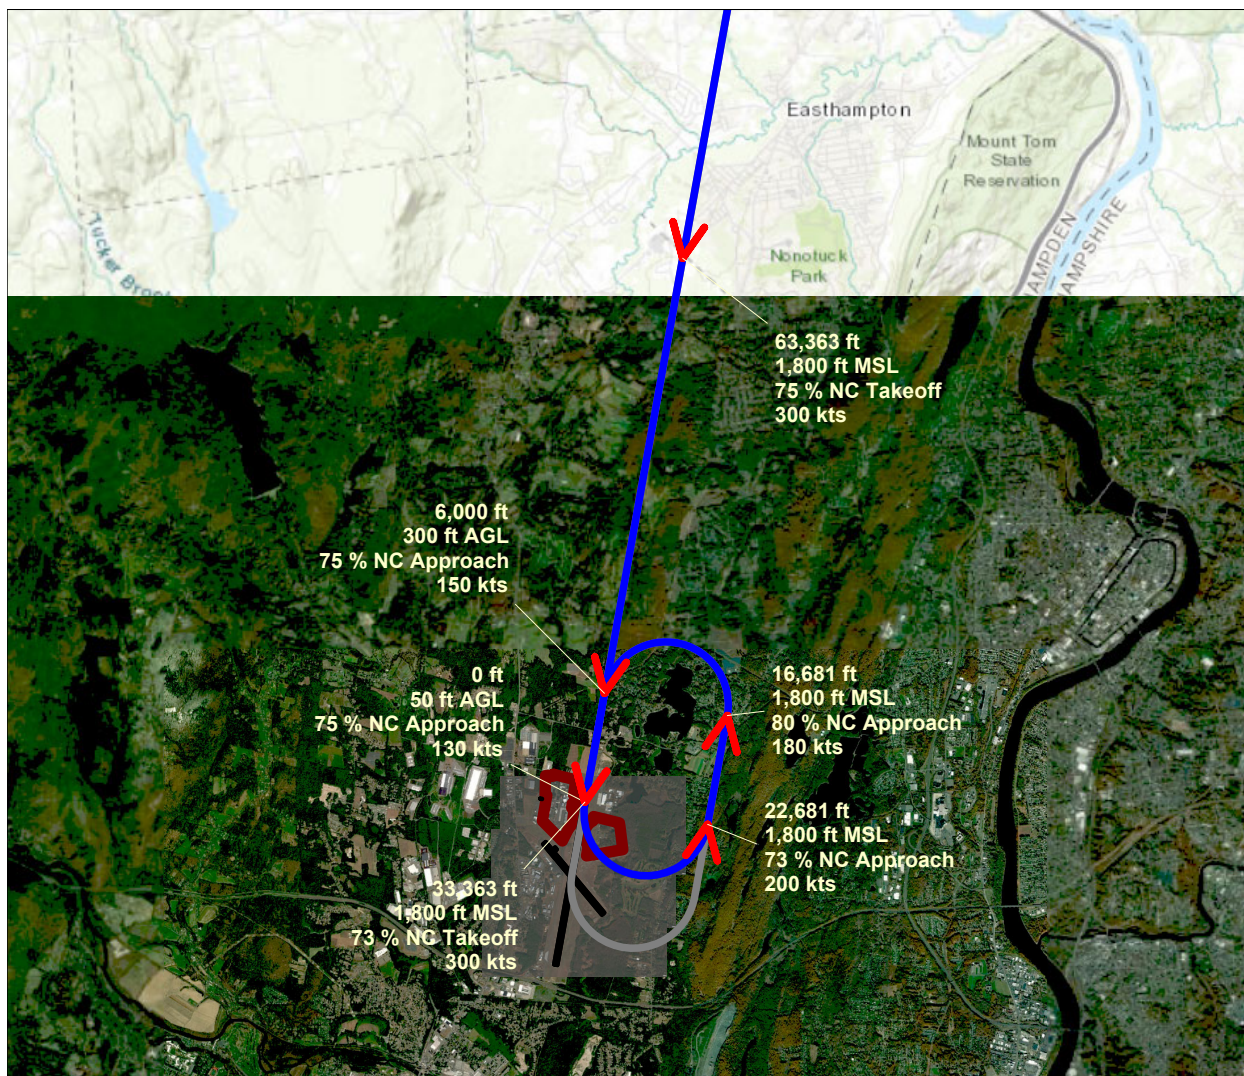 Easthampton
Mount Tom
State
Reservation
AMPDEN
AMPSHIRE
Tucker Broo
Nonotuck
Park
63,363 ft
1,800 ft MSL
75 % NC Takeoff
300 kts
6,000 ft
300 ft AGL
75 % NC Approach
150 kts
0 ft
50 ft AGL
75 % NC Approach
130 kts
16,681 ft
1,800 ft MSL
80 % NC Approach
180 kts
22,681 ft
1,800 ft MSL
73 % NC Approach
200 kts
33,363 ft
1,800 ft MSL
73 % NC Takeoff
300 kts